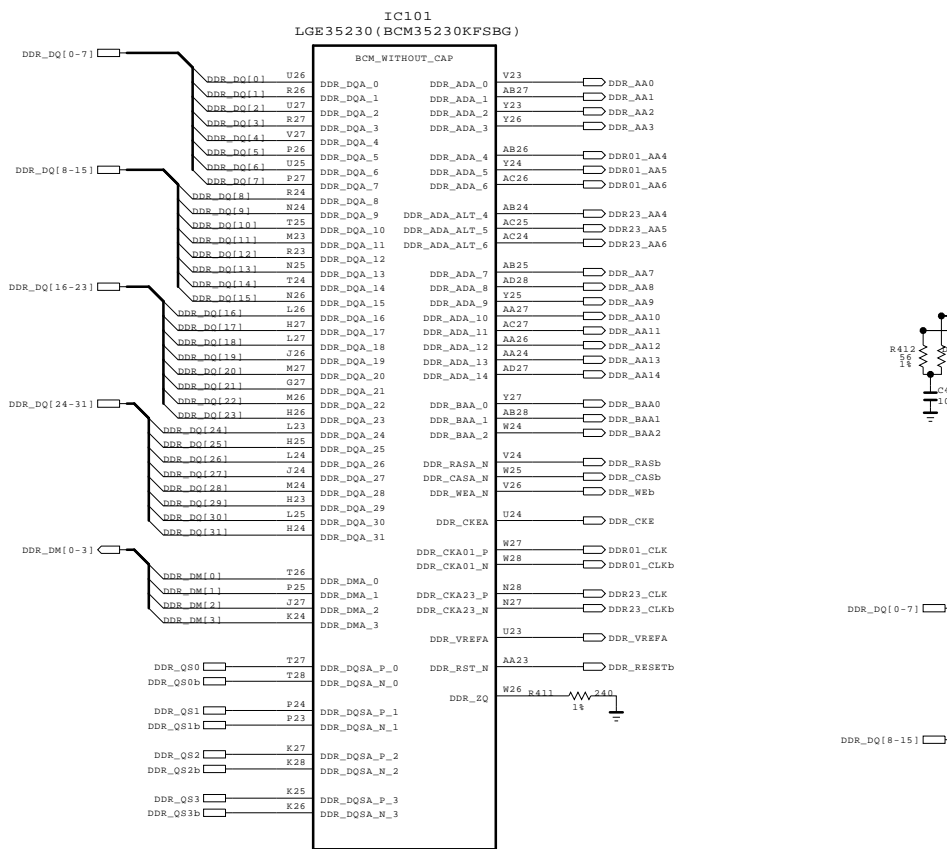 IC101
LGE35230(BCM35230KFSBG)
BCM_WITHOUT_CAP
DDR_DQ[0-7]
DDR_DQ[0] U26 DDR_DQA_0
DDR_DQ[1] R26 DDR_DQA_1
DDR_DQ[2] U27 DDR_DQA_2
DDR_DQ[3] R27 DDR_DQA_3
DDR_DQ[4] V27 DDR_DQA_4
DDR_DQ[5] P26 DDR_DQA_5
DDR_DQ[6] U25 DDR_DQA_6
DDR_DQ[7] P27 DDR_DQA_7
DDR_DQ[8-15]
DDR_DQ[8] R24 DDR_DQA_8
DDR_DQ[9] N24 DDR_DQA_9
DDR_DQ[10] T25 DDR_DQA_10
DDR_DQ[11] M23 DDR_DQA_11
DDR_DQ[12] R23 DDR_DQA_12
DDR_DQ[13] N25 DDR_DQA_13
DDR_DQ[14] T24 DDR_DQA_14
DDR_DQ[15] N26 DDR_DQA_15
DDR_DQ[16-23]
DDR_DQ[16] L26 DDR_DQA_16
DDR_DQ[17] H27 DDR_DQA_17
DDR_DQ[18] L27 DDR_DQA_18
DDR_DQ[19] J26 DDR_DQA_19
DDR_DQ[20] M27 DDR_DQA_20
DDR_DQ[21] G27 DDR_DQA_21
DDR_DQ[22] M26 DDR_DQA_22
DDR_DQ[23] H26 DDR_DQA_23
DDR_DQ[24-31]
DDR_DQ[24] L23 DDR_DQA_24
DDR_DQ[25] H25 DDR_DQA_25
DDR_DQ[26] L24 DDR_DQA_26
DDR_DQ[27] J24 DDR_DQA_27
DDR_DQ[28] M24 DDR_DQA_28
DDR_DQ[29] H23 DDR_DQA_29
DDR_DQ[30] L25 DDR_DQA_30
DDR_DQ[31] H24 DDR_DQA_31
DDR_DM[0-3]
DDR_DM[0] T26 DDR_DMA_0
DDR_DM[1] P25 DDR_DMA_1
DDR_DM[2] J27 DDR_DMA_2
DDR_DM[3] K24 DDR_DMA_3
DDR_QS0 T27 DDR_DQSA_P_0
DDR_QS0b T28 DDR_DQSA_N_0
DDR_QS1 P24 DDR_DQSA_P_1
DDR_QS1b P23 DDR_DQSA_N_1
DDR_QS2 K27 DDR_DQSA_P_2
DDR_QS2b K28 DDR_DQSA_N_2
DDR_QS3 K25 DDR_DQSA_P_3
DDR_QS3b K26 DDR_DQSA_N_3
DDR_ADA_0 V23 DDR_AA0
DDR_ADA_1 AB27 DDR_AA1
DDR_ADA_2 Y23 DDR_AA2
DDR_ADA_3 Y26 DDR_AA3
DDR_ADA_4 AB26 DDR01_AA4
DDR_ADA_5 Y24 DDR01_AA5
DDR_ADA_6 AC26 DDR01_AA6
DDR_ADA_ALT_4 AB24 DDR23_AA4
DDR_ADA_ALT_5 AC25 DDR23_AA5
DDR_ADA_ALT_6 AC24 DDR23_AA6
DDR_ADA_7 AB25 DDR_AA7
DDR_ADA_8 AD28 DDR_AA8
DDR_ADA_9 Y25 DDR_AA9
DDR_ADA_10 AA27 DDR_AA10
DDR_ADA_11 AC27 DDR_AA11
DDR_ADA_12 AA26 DDR_AA12
DDR_ADA_13 AA24 DDR_AA13
DDR_ADA_14 AD27 DDR_AA14
DDR_BAA_0 Y27 DDR_BAA0
DDR_BAA_1 AB28 DDR_BAA1
DDR_BAA_2 W24 DDR_BAA2
DDR_RASA_N V24 DDR_RASb
DDR_CASA_N W25 DDR_CASb
DDR_WEA_N V26 DDR_WEb
DDR_CKEA U24 DDR_CKE
DDR_CKA01_P W27 DDR01_CLK
DDR_CKA01_N W28 DDR01_CLKb
DDR_CKA23_P N28 DDR23_CLK
DDR_CKA23_N N27 DDR23_CLKb
DDR_VREFA U23 DDR_VREFA
DDR_RST_N AA23 DDR_RESETb
DDR_ZQ W26 R411 240
1%
R412
56
1%
DDR_DQ[0-7]
DDR_DQ[8-15]